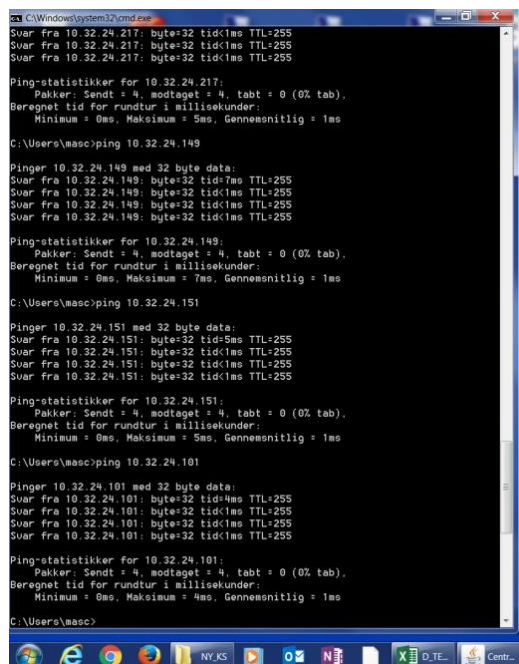 C:\Windows\system32\cmd.exe
Svar fra 10.32.24.217: byte=32 tid<1ms TTL=255
Svar fra 10.32.24.217: byte=32 tid<1ms TTL=255
Svar fra 10.32.24.217: byte=32 tid<1ms TTL=255
Ping-statistikker for 10.32.24.217:
Pakker: Sendt = 4, modtaget = 4, tabt = 0 (0% tab),
Beregnet tid for rundtur i millisekunder:
Minimum = 0ms, Maksimum = 5ms, Gennemsnitlig = 1ms
C:\Users\masc>ping 10.32.24.149
Pinger 10.32.24.149 med 32 byte data:
Svar fra 10.32.24.149: byte=32 tid=7ms TTL=255
Svar fra 10.32.24.149: byte=32 tid<1ms TTL=255
Svar fra 10.32.24.149: byte=32 tid<1ms TTL=255
Svar fra 10.32.24.149: byte=32 tid<1ms TTL=255
Ping-statistikker for 10.32.24.149:
Pakker: Sendt = 4, modtaget = 4, tabt = 0 (0% tab),
Beregnet tid for rundtur i millisekunder:
Minimum = 0ms, Maksimum = 7ms, Gennemsnitlig = 1ms
C:\Users\masc>ping 10.32.24.151
Pinger 10.32.24.151 med 32 byte data:
Svar fra 10.32.24.151: byte=32 tid=5ms TTL=255
Svar fra 10.32.24.151: byte=32 tid<1ms TTL=255
Svar fra 10.32.24.151: byte=32 tid<1ms TTL=255
Svar fra 10.32.24.151: byte=32 tid<1ms TTL=255
Ping-statistikker for 10.32.24.151:
Pakker: Sendt = 4, modtaget = 4, tabt = 0 (0% tab),
Beregnet tid for rundtur i millisekunder:
Minimum = 0ms, Maksimum = 5ms, Gennemsnitlig = 1ms
C:\Users\masc>ping 10.32.24.101
Pinger 10.32.24.101 med 32 byte data:
Svar fra 10.32.24.101: byte=32 tid=4ms TTL=255
Svar fra 10.32.24.101: byte=32 tid<1ms TTL=255
Svar fra 10.32.24.101: byte=32 tid<1ms TTL=255
Svar fra 10.32.24.101: byte=32 tid<1ms TTL=255
Ping-statistikker for 10.32.24.101:
Pakker: Sendt = 4, modtaget = 4, tabt = 0 (0% tab),
Beregnet tid for rundtur i millisekunder:
Minimum = 0ms, Maksimum = 4ms, Gennemsnitlig = 1ms
C:\Users\masc>
NY_KS D_TE... Centr...